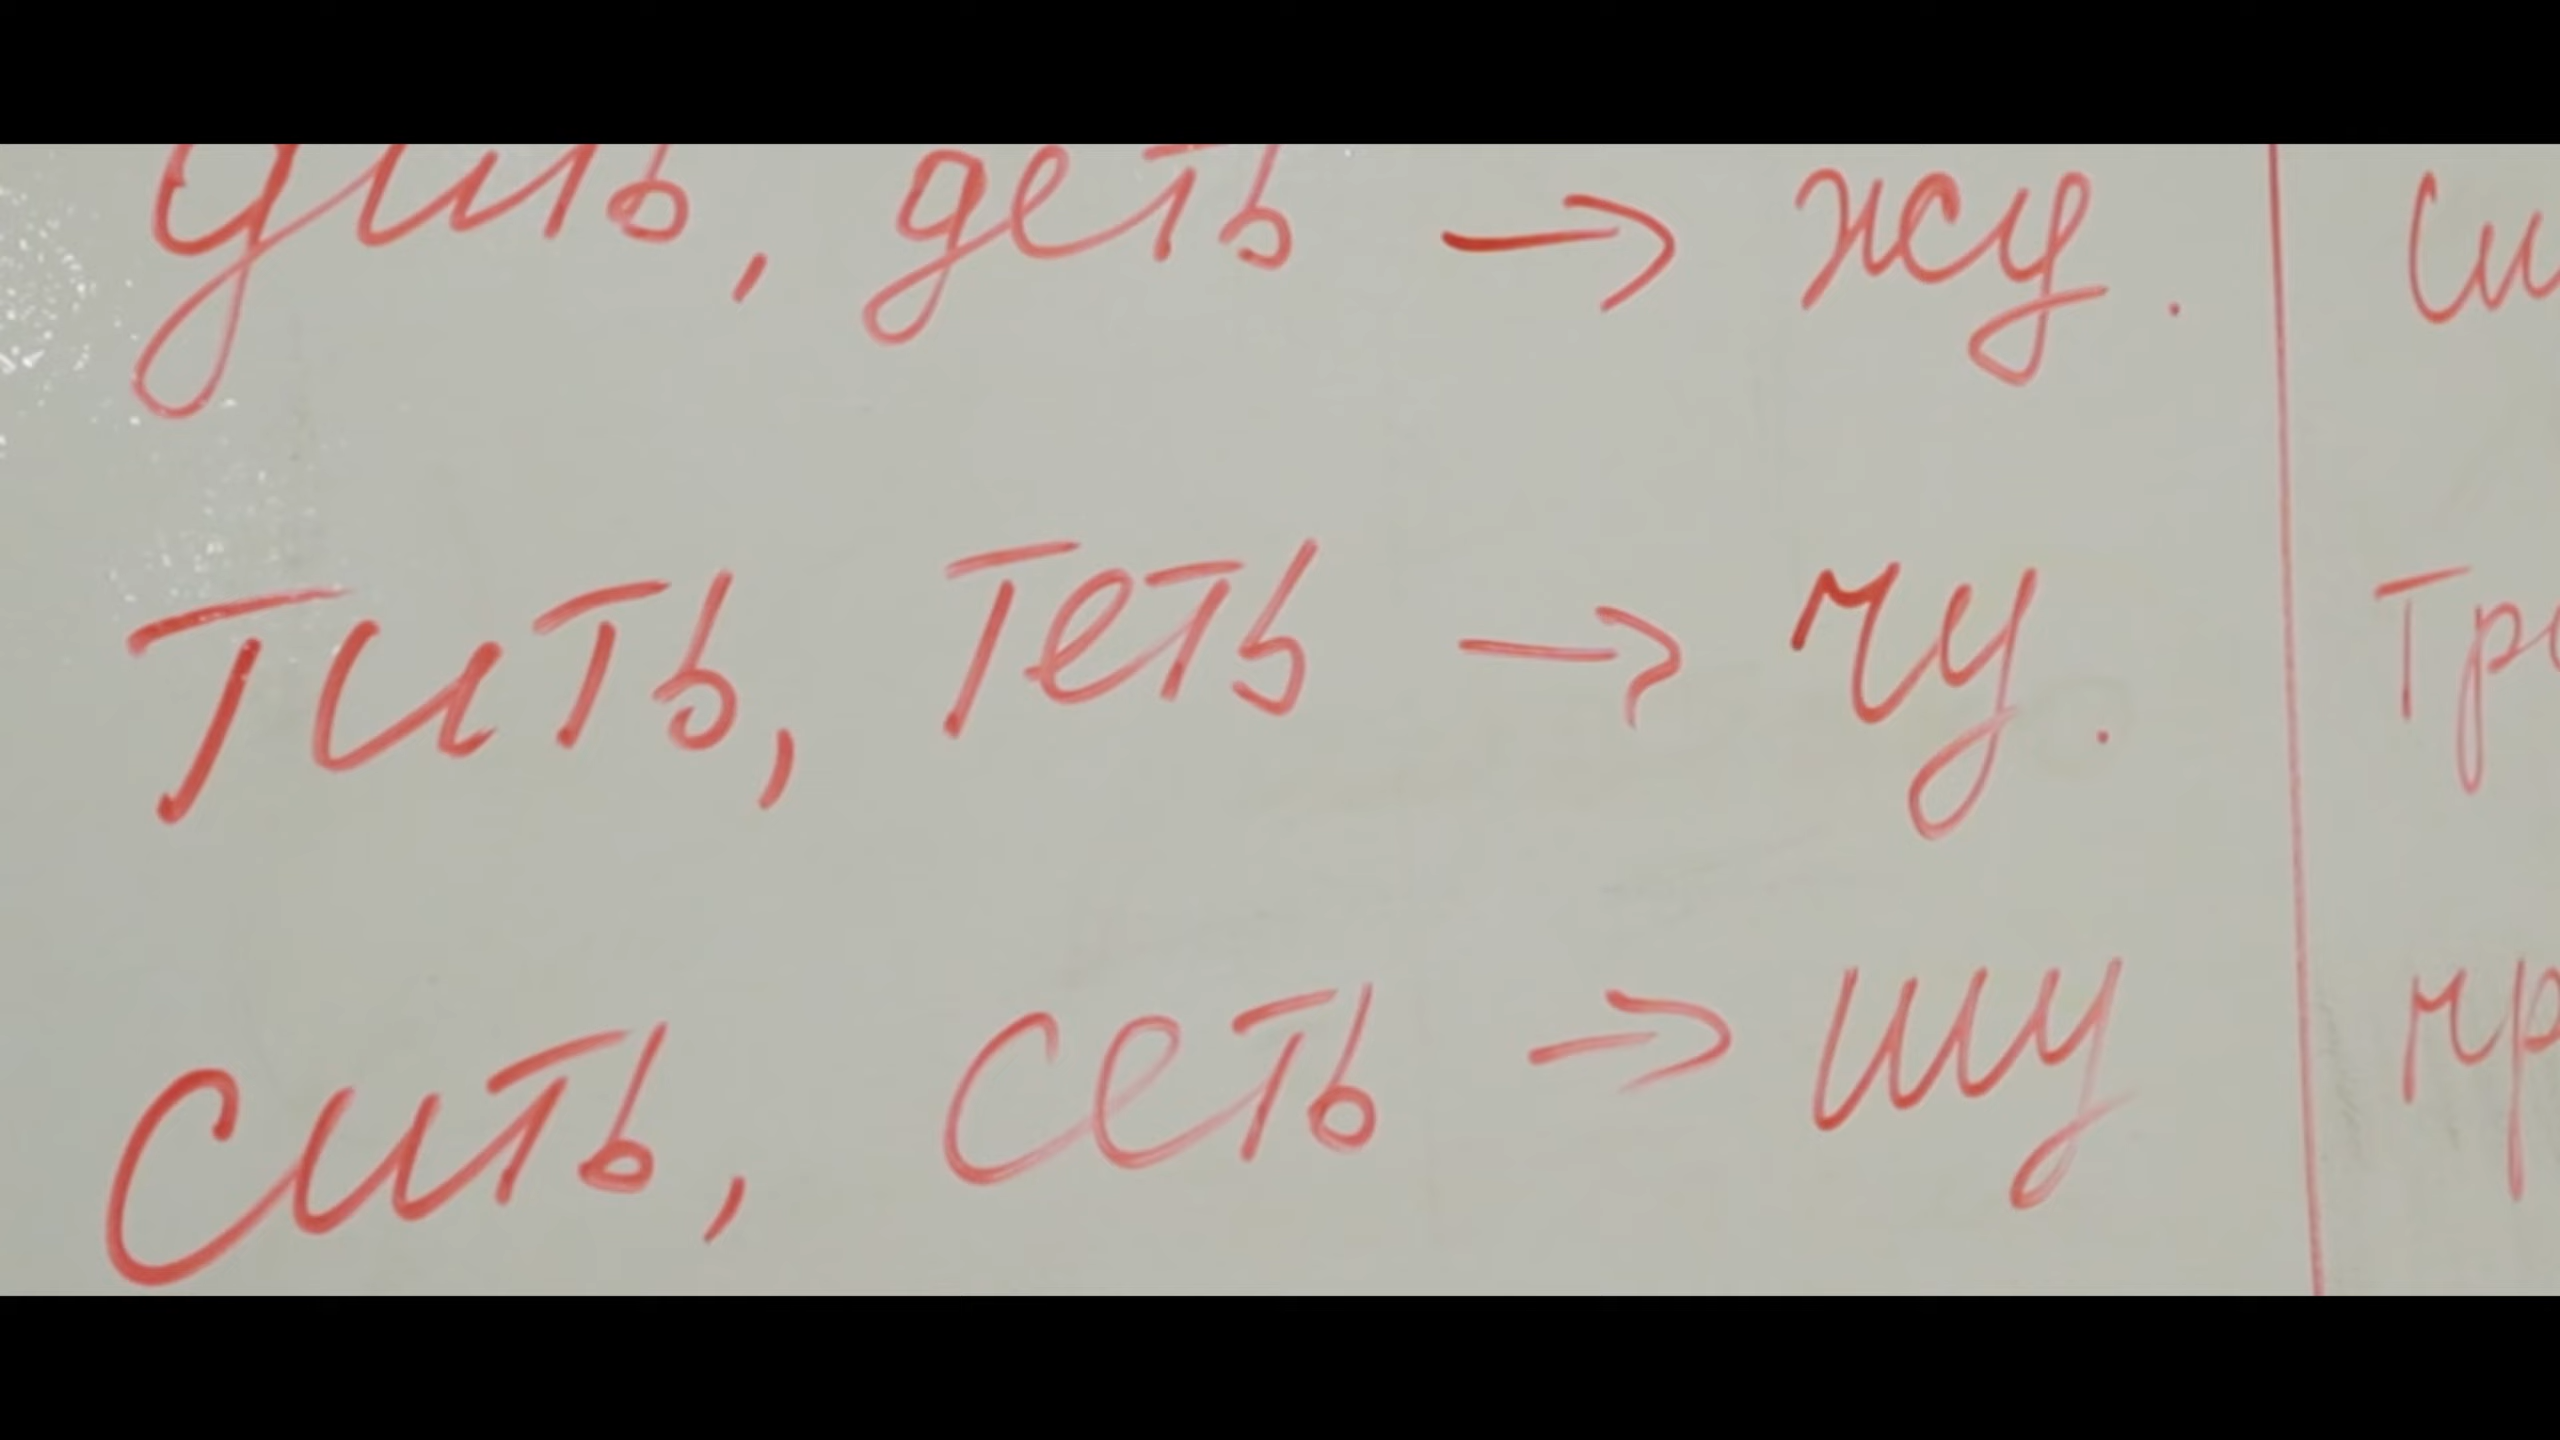 дить, деть → жу.
тить, теть → чу.
сить, сеть → шу